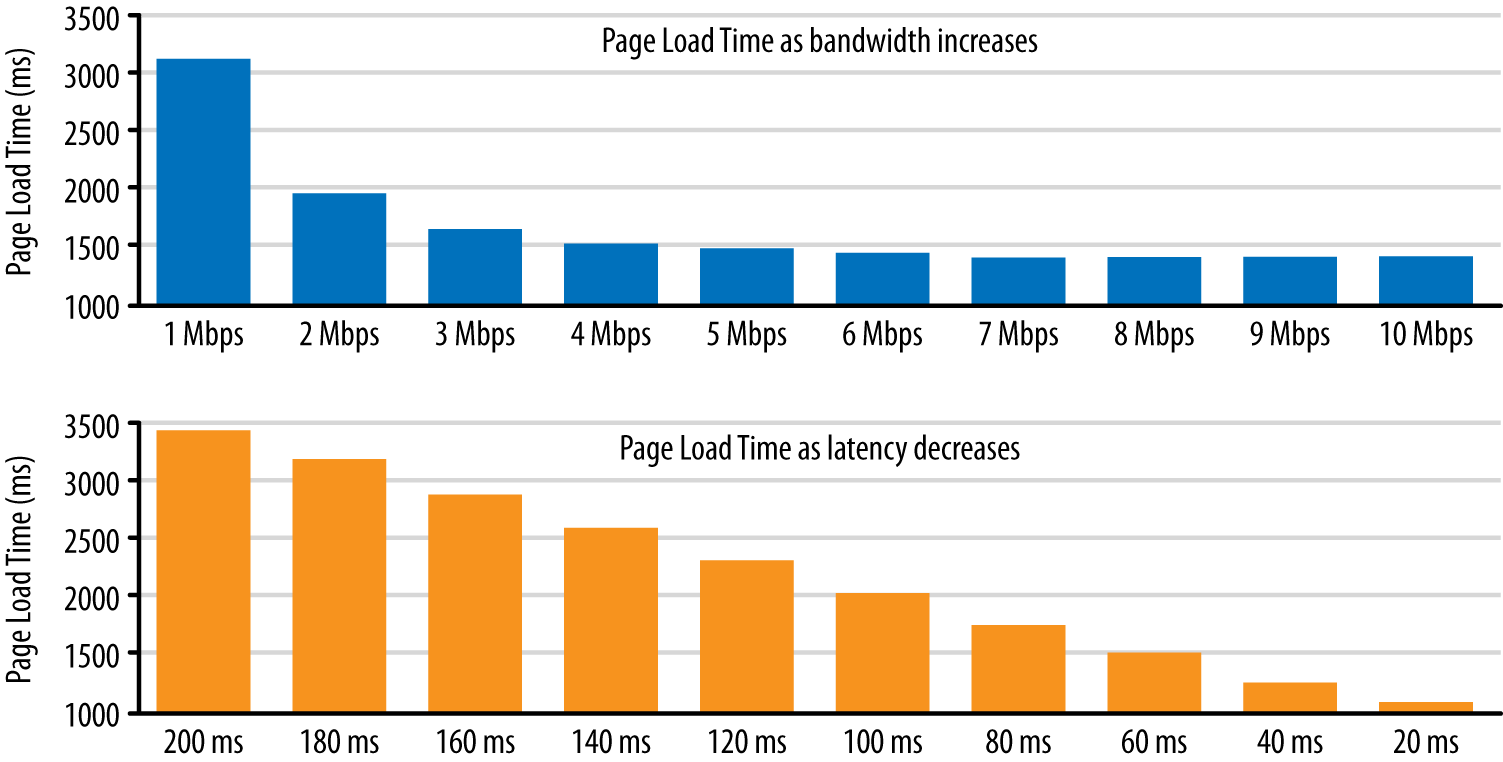 Page Load Time as bandwidth increases
Page Load Time (ms)
3500
3000
2500
2000
1500
1000
1 Mbps 2 Mbps 3 Mbps 4 Mbps 5 Mbps 6 Mbps 7 Mbps 8 Mbps 9 Mbps 10 Mbps
Page Load Time as latency decreases
Page Load Time (ms)
3500
3000
2500
2000
1500
1000
200 ms 180 ms 160 ms 140 ms 120 ms 100 ms 80 ms 60 ms 40 ms 20 ms